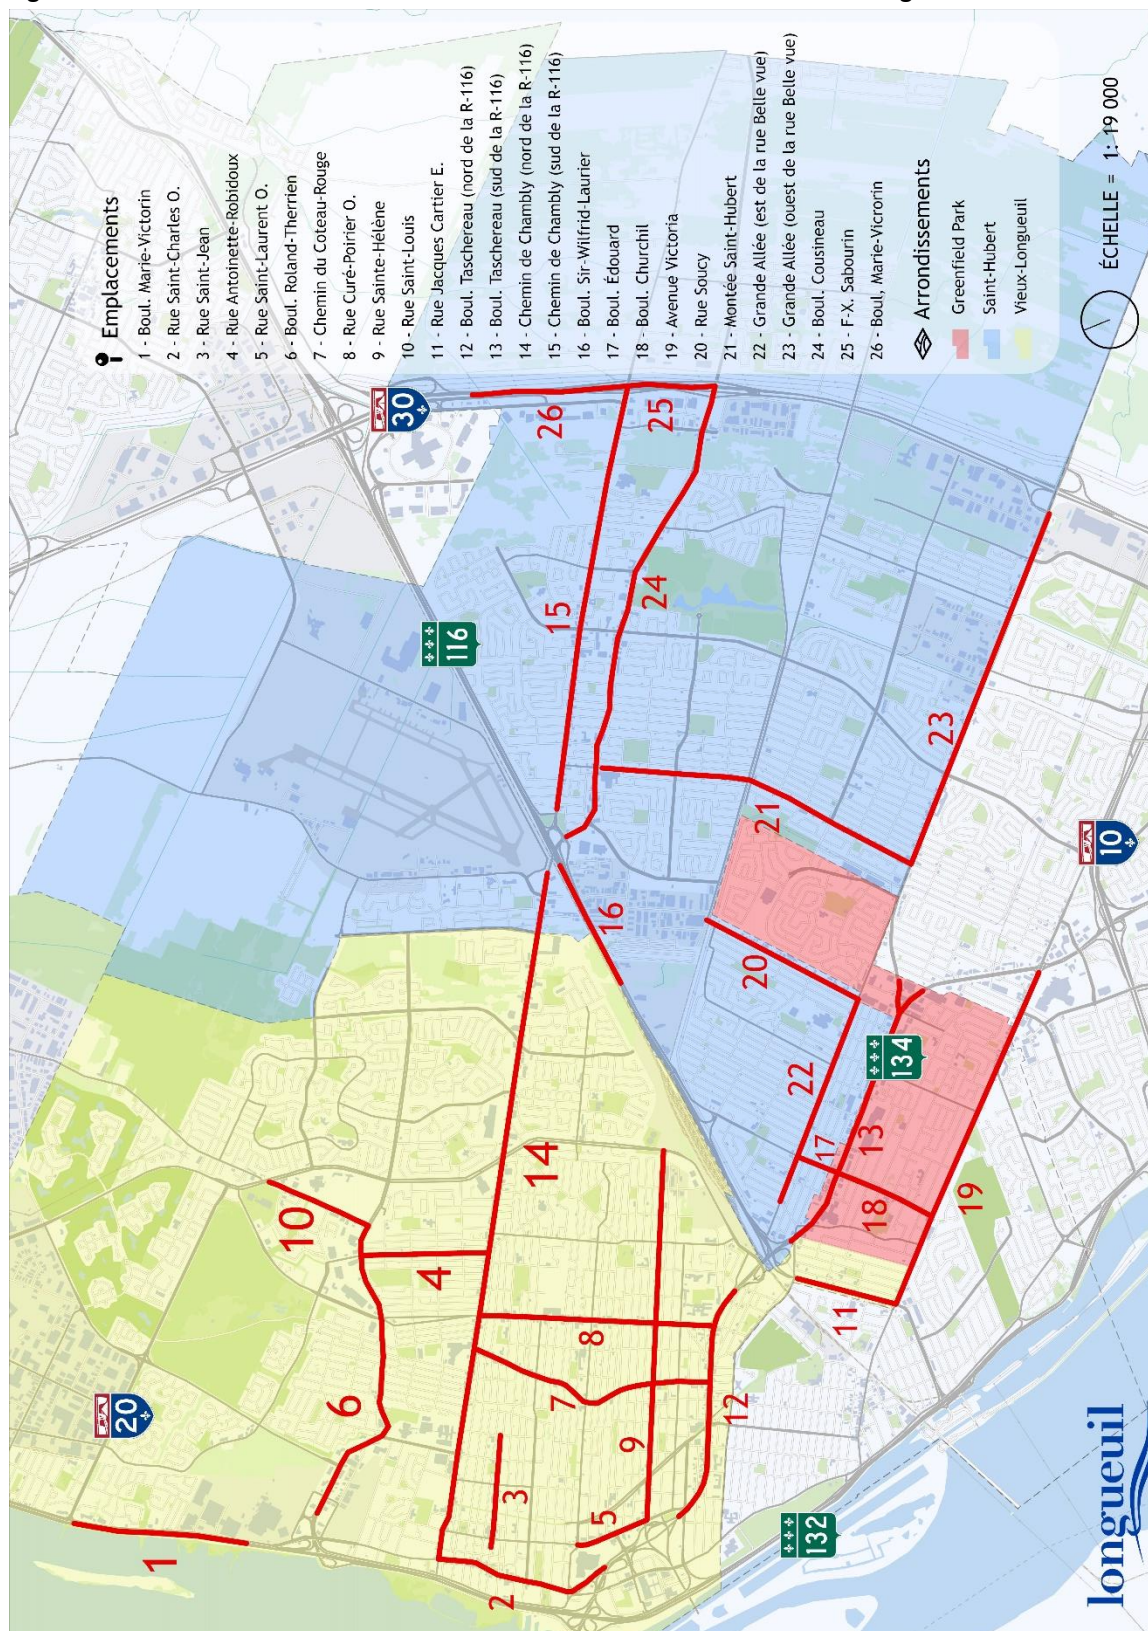 Emplacements
1 - Boul. Marie-Victorin
2 - Rue Saint-Charles O.
3 - Rue Saint-Jean
4 - Rue Antoinette-Robidoux
5 - Rue Saint-Laurent O.
6 - Boul. Roland-Therrien
7 - Chemin du Coteau-Rouge
8 - Rue Curé-Poirier O.
9 - Rue Sainte-Hélène
10 - Rue Saint-Louis
11 - Rue Jacques Cartier E.
12 - Boul. Taschereau (nord de la R-116)
13 - Boul. Taschereau (sud de la R-116)
14 - Chemin de Chambly (nord de la R-116)
15 - Chemin de Chambly (sud de la R-116)
16 - Boul. Sir-Wilfrid-Laurier
17 - Boul. Édouard
18 - Boul. Churchil
19 - Avenue Victoria
20 - Rue Soucy
21 - Montée Saint-Hubert
22 - Grande Allée (est de la rue Belle vue)
23 - Grande Allée (ouest de la rue Belle vue)
24 - Boul. Cousineau
25 - F-X. Sabourin
26 - Boul, Marie-Vicrorin
Arrondissements
Greenfield Park
Saint-Hubert
Vieux-Longueuil
ÉCHELLE = 1: 19 000
1
20
10
6
4
2
3
14
5
7
8
9
12
132
116
30
26
25
15
24
16
21
20
22
17
13
134
18
11
19
23
10
longueuil